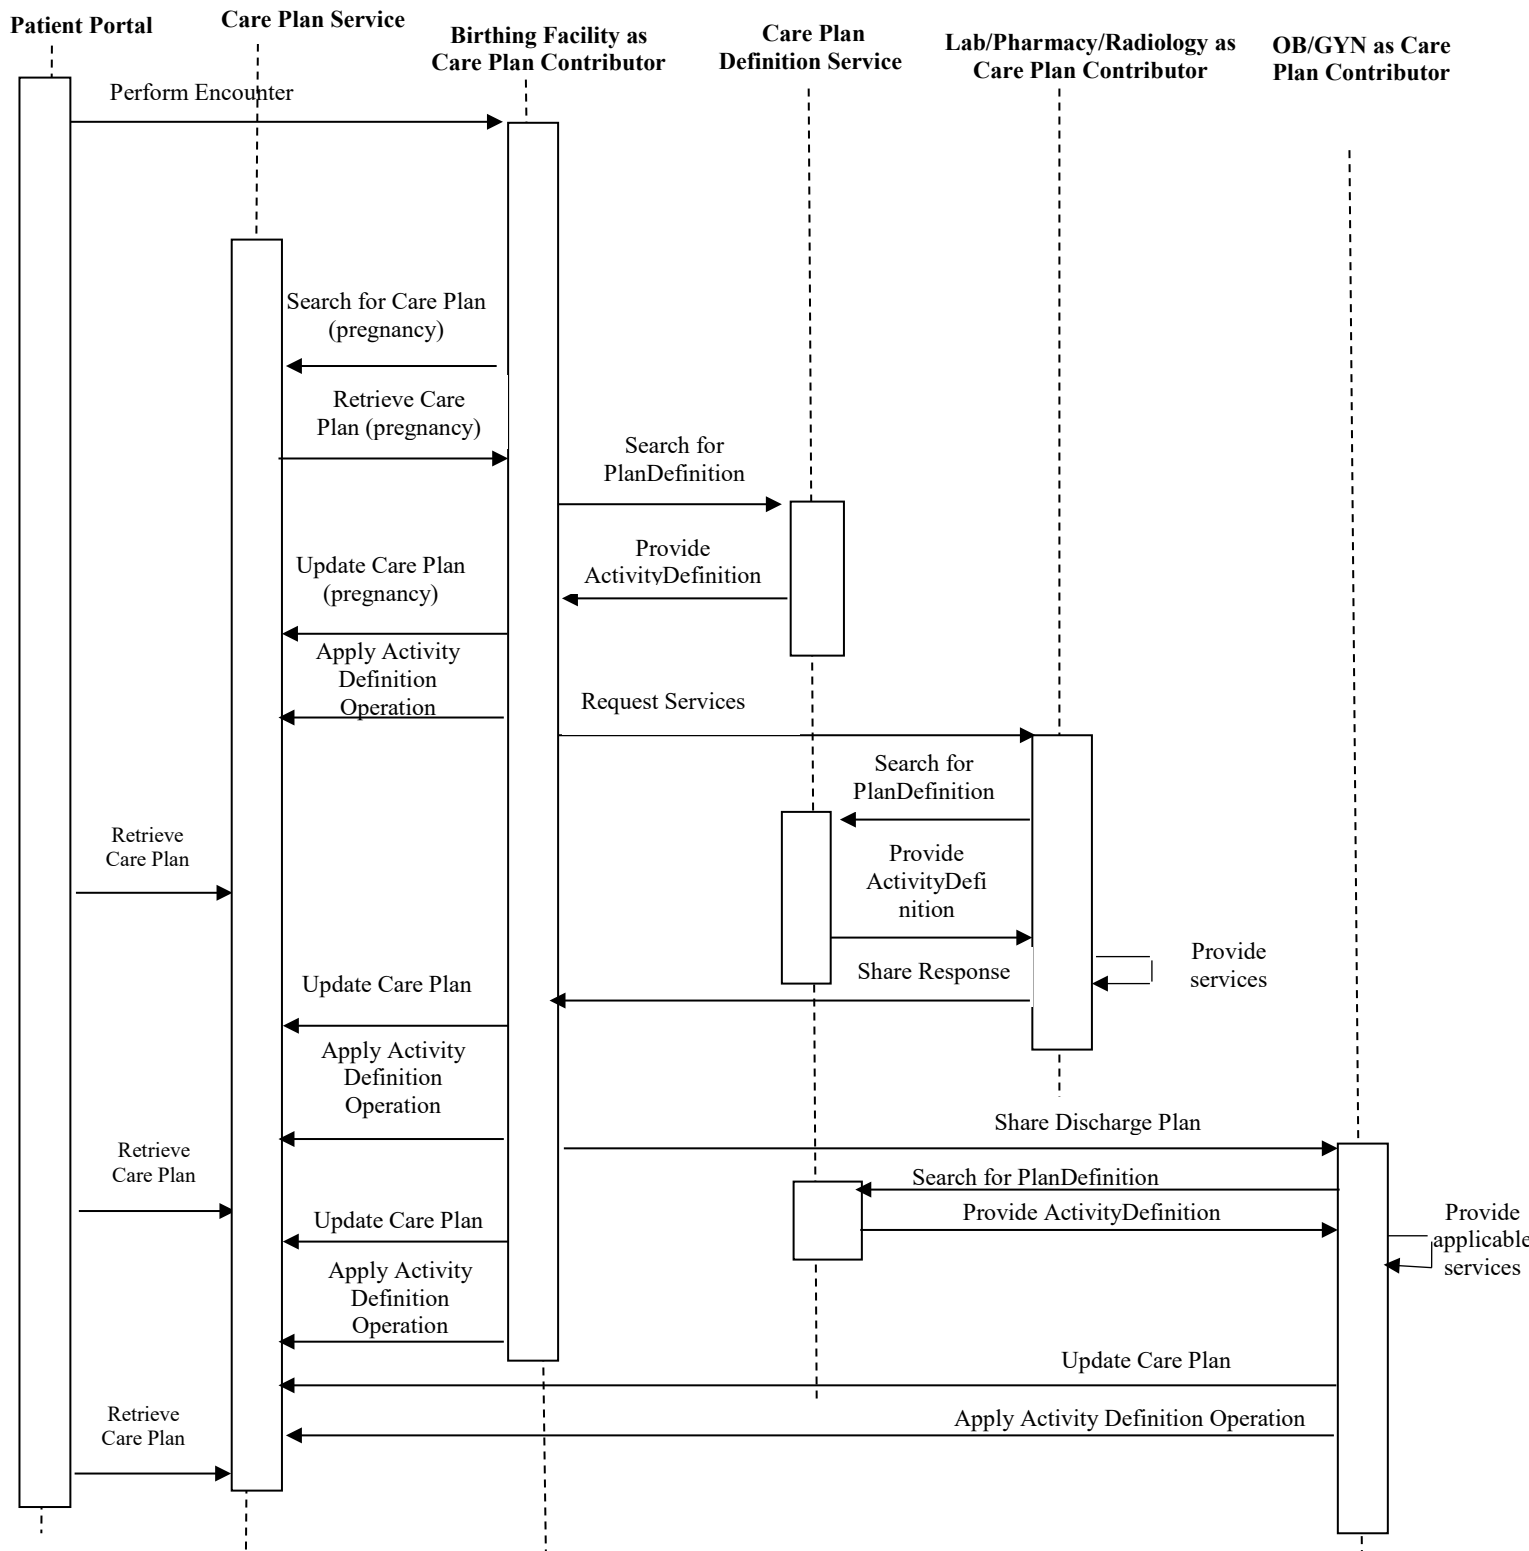 Patient Portal
Care Plan Service
Birthing Facility as
Care Plan Contributor
Care Plan
Definition Service
Lab/Pharmacy/Radiology as
Care Plan Contributor
OB/GYN as Care
Plan Contributor
Perform Encounter
Search for Care Plan
(pregnancy)
Retrieve Care
Plan (pregnancy)
Search for
PlanDefinition
Provide
ActivityDefinition
Update Care Plan
(pregnancy)
Apply Activity
Definition
Operation
Request Services
Search for
PlanDefinition
Retrieve
Care Plan
Provide
ActivityDefi
nition
Provide
services
Share Response
Update Care Plan
Apply Activity
Definition
Operation
Share Discharge Plan
Retrieve
Care Plan
Search for PlanDefinition
Provide ActivityDefinition
Provide
applicable
services
Update Care Plan
Apply Activity
Definition
Operation
Update Care Plan
Retrieve
Care Plan
Apply Activity Definition Operation